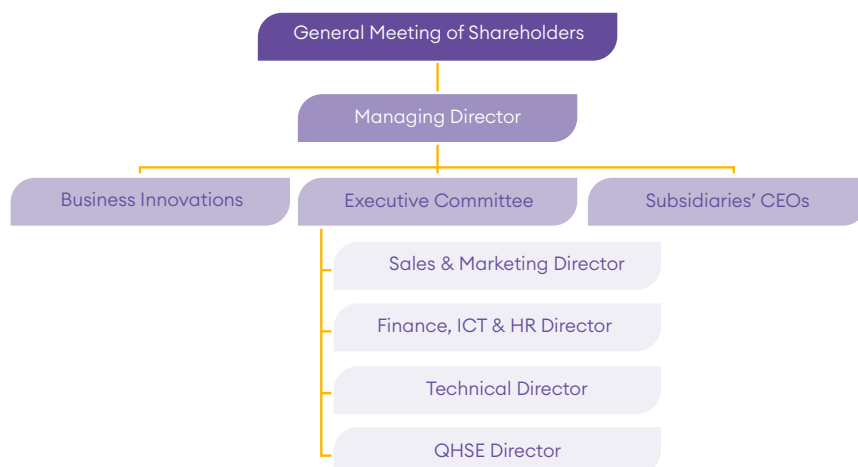 General Meeting of Shareholders
Managing Director
Business Innovations
Executive Committee
Subsidiaries’ CEOs
Sales & Marketing Director
Finance, ICT & HR Director
Technical Director
QHSE Director